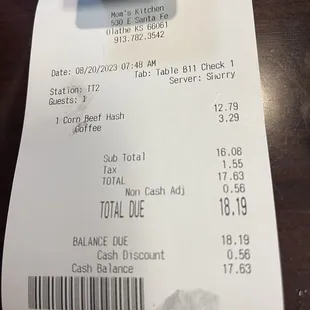 Mom's Kitchen
530 E Santa Fe
Olathe KS 66061
913.782.3542
Date: 08/20/2023 07:48 AM
Tab: Table B11 Check 1
Server: Sherry
Station: TT2
Guests: 1
1 Corn Beef Hash 12.79
Coffee 3.29
Sub Total 16.08
Tax 1.55
TOTAL 17.63
Non Cash Adj 0.56
TOTAL DUE 18.19
BALANCE DUE 18.19
Cash Discount 0.56
Cash Balance 17.63